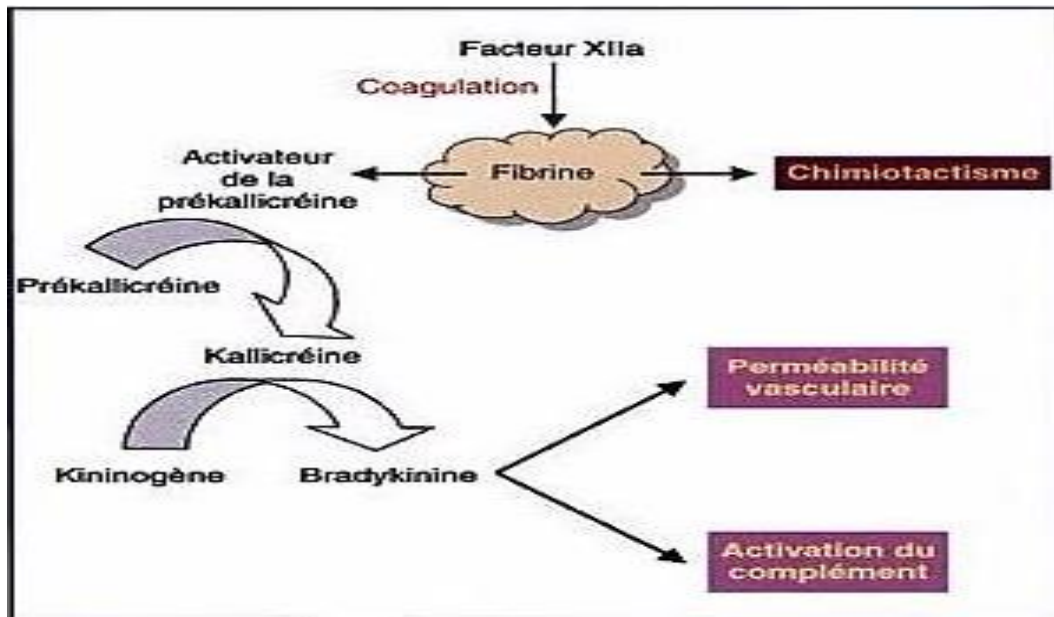 Facteur XIIa
Coagulation
Activateur
de la
prékallicréine
Fibrine
Chimiotactisme
Prékallicréine
Kallicréine
Perméabilité
vasculaire
Kininogène
Bradykinine
Activation du
complément